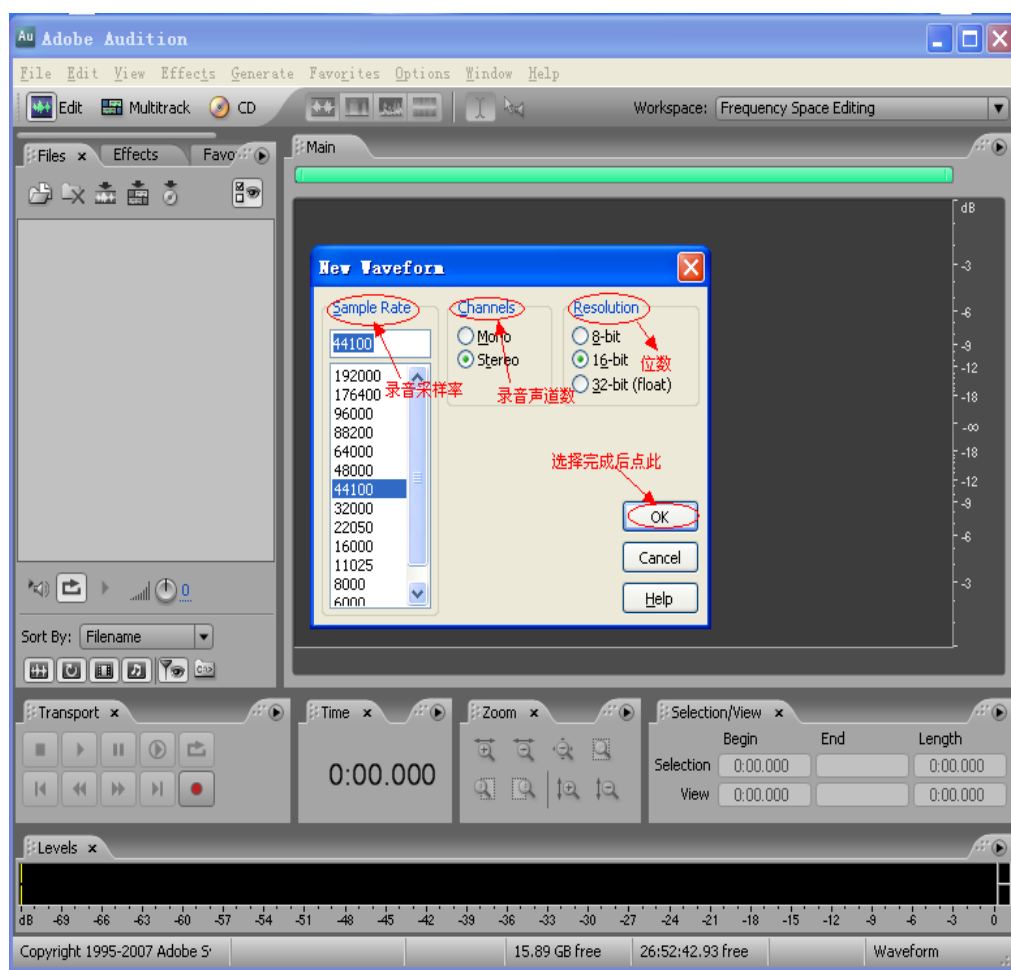 Au Adobe Audition
File Edit View Effects Generate Favorites Options Window Help
Edit Multitrack CD
Workspace: Frequency Space Editing
Files x Effects Favo
Main
dB
-3
-6
-9
-12
-18
-∞
-18
-12
-9
-6
-3
New Waveform
Sample Rate
44100
192000
176400
96000
88200
64000
48000
44100
32000
22050
16000
11025
8000
6000
录音采样率
Channels
Mono
Stereo
录音声道数
Resolution
8-bit
16-bit
32-bit (float)
位数
选择完成后点此
OK
Cancel
Help
0
Sort By: Filename
Transport x
Time x
0:00.000
Zoom x
Selection/View x
Begin End Length
Selection 0:00.000 0:00.000
View 0:00.000 0:00.000
Levels x
dB -69 -66 -63 -60 -57 -54 -51 -48 -45 -42 -39 -36 -33 -30 -27 -24 -21 -18 -15 -12 -9 -6 -3 0
Copyright 1995-2007 Adobe 15.89 GB free 26:52:42.93 free Waveform